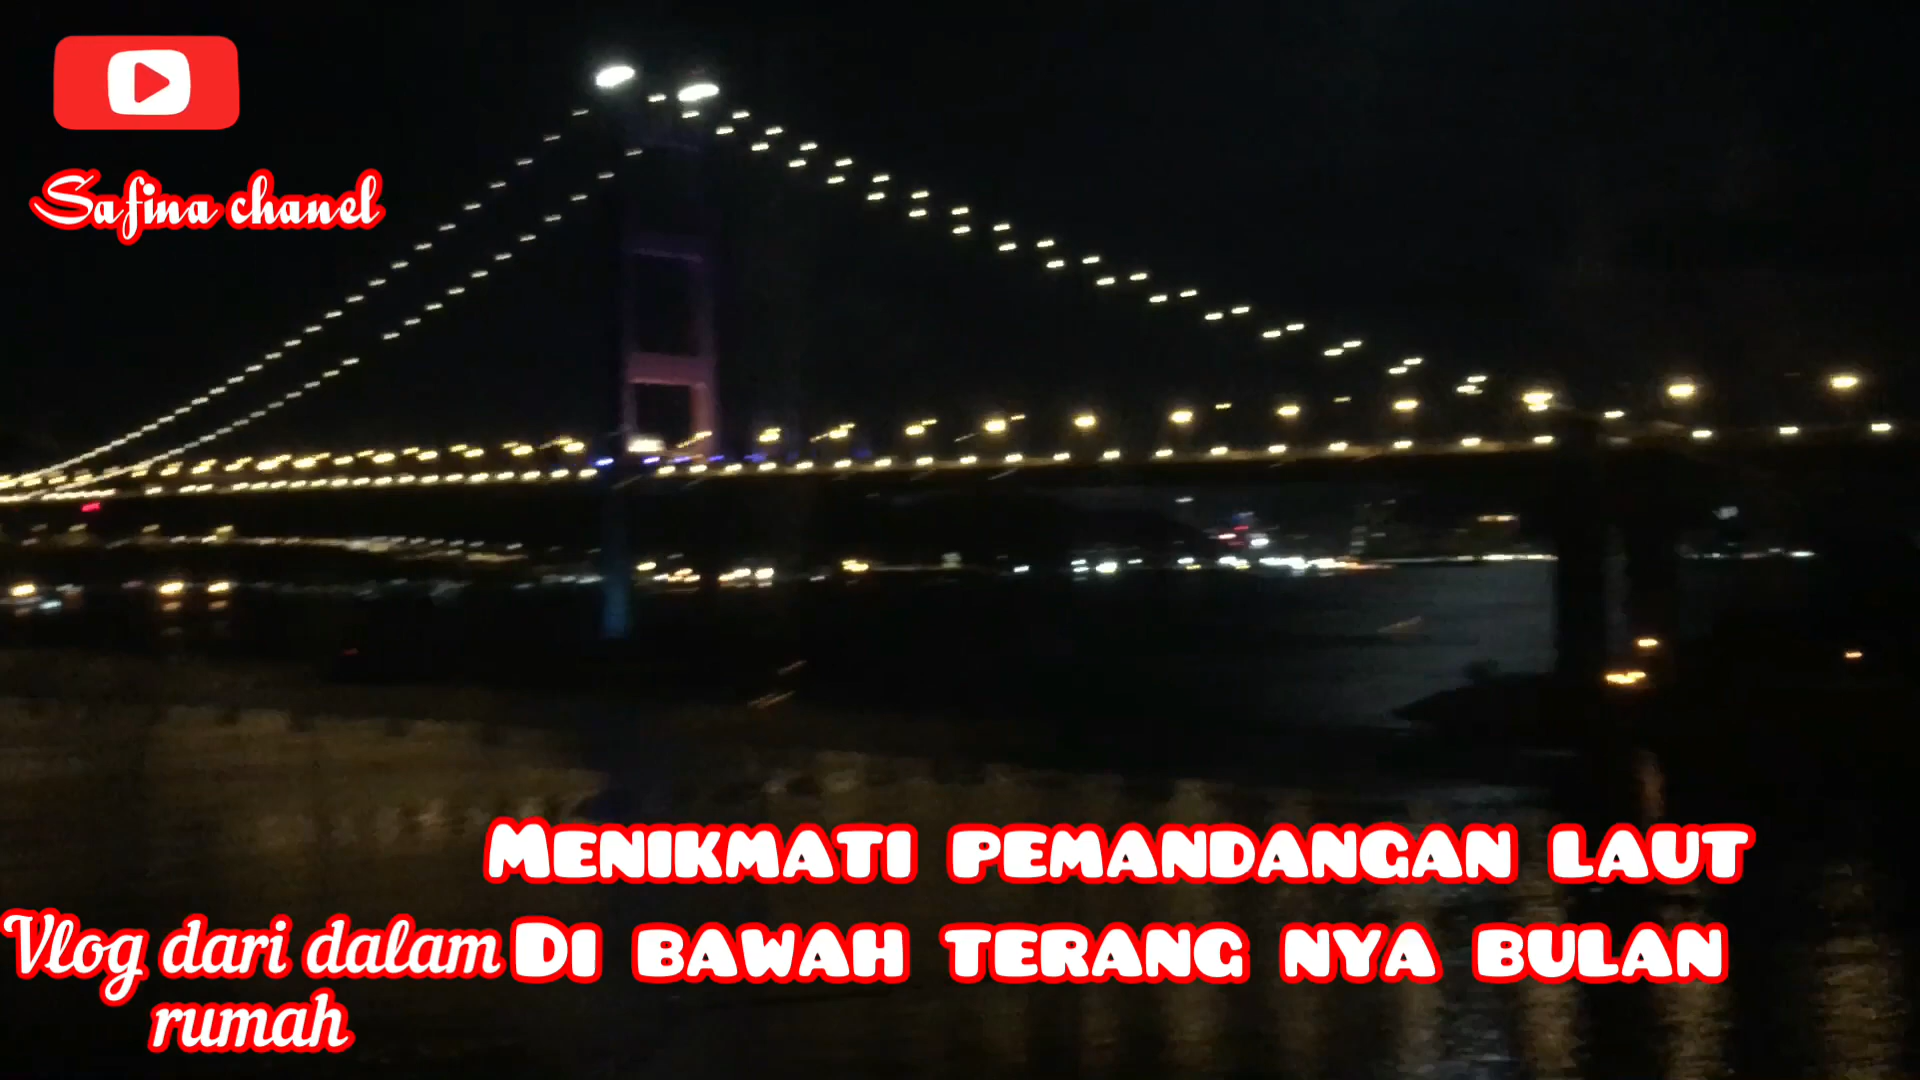 Safina chanel
Menikmati pemandangan laut
Di bawah terang nya bulan
Vlog dari dalam
rumah